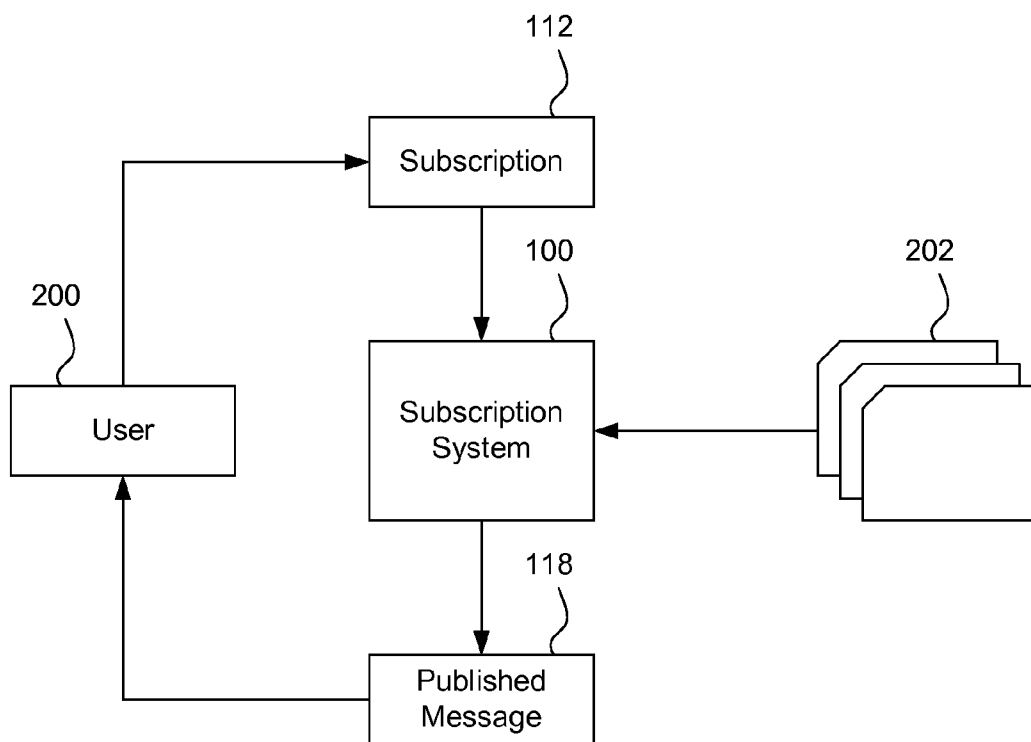 112
Subscription
100
202
200
User
Subscription
System
118
Published
Message